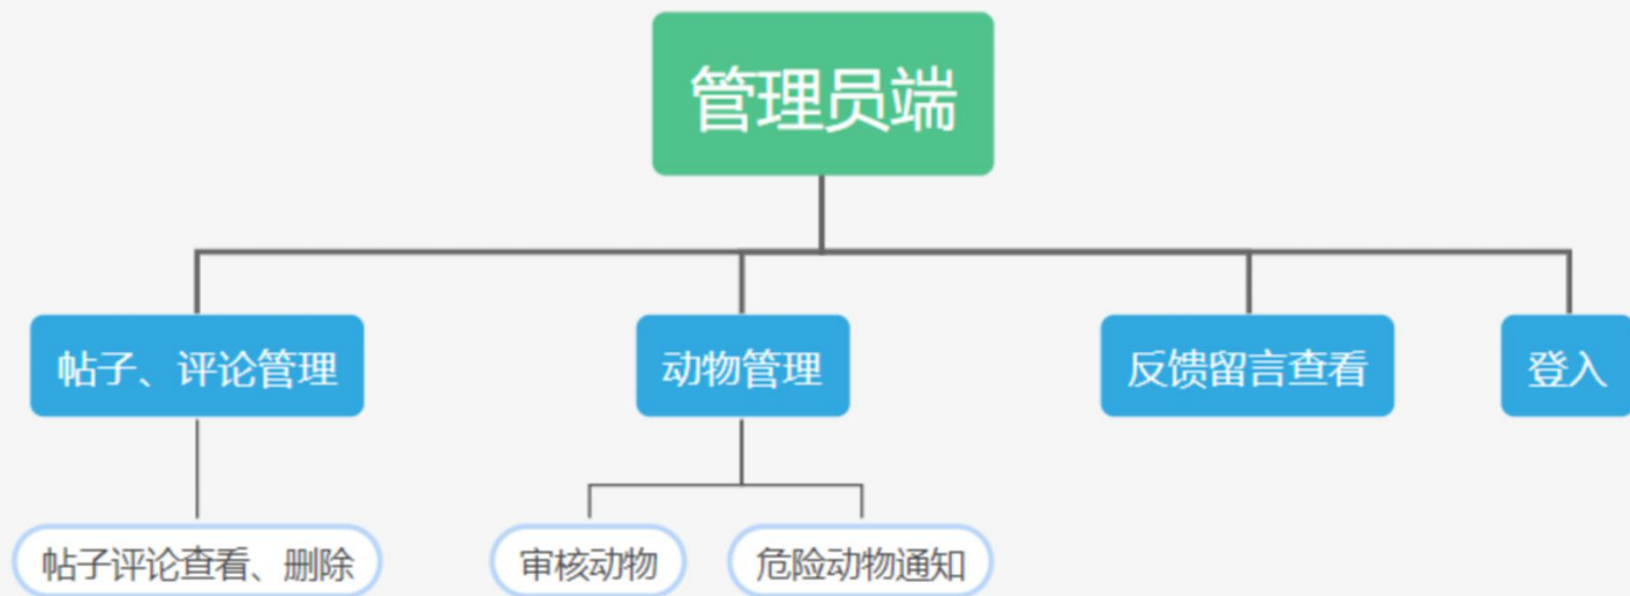 管理员端
帖子、评论管理
动物管理
反馈留言查看
登入
帖子评论查看、删除
审核动物
危险动物通知